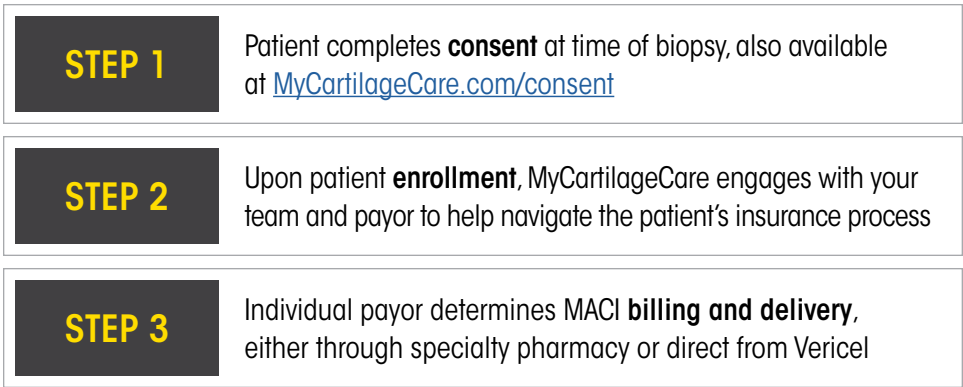 STEP 1
Patient completes consent at time of biopsy, also available
at MyCartilageCare.com/consent
STEP 2
Upon patient enrollment, MyCartilageCare engages with your
team and payor to help navigate the patient's insurance process
STEP 3
Individual payor determines MACI billing and delivery,
either through specialty pharmacy or direct from Vericel